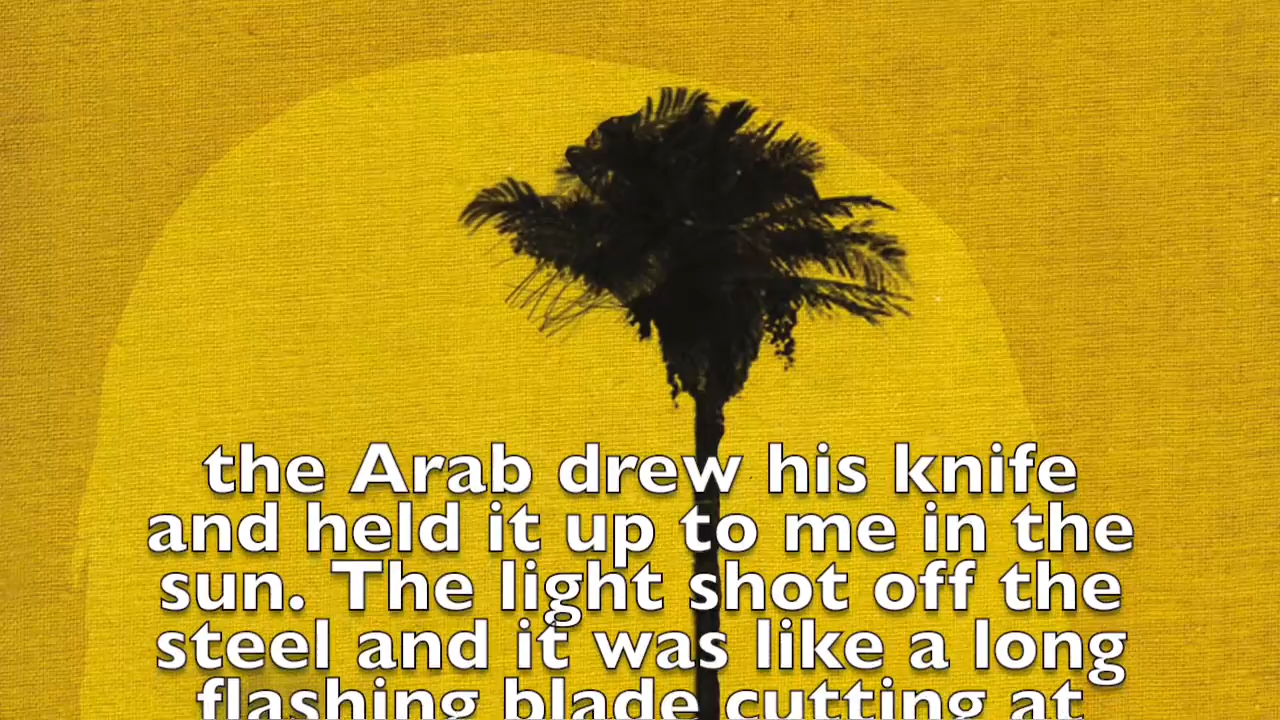 the Arab drew his knife
and held it up to me in the
sun. The light shot off the
steel and it was like a long
flashing blade cutting at